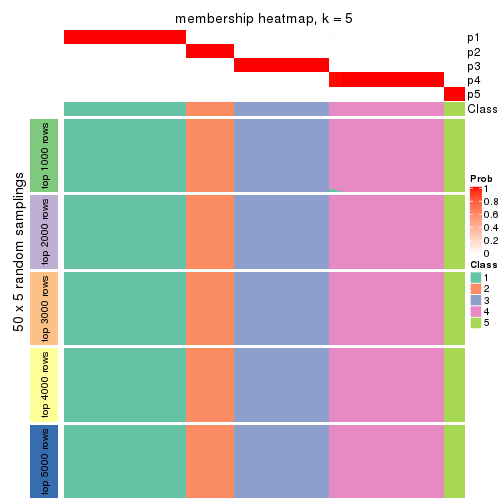 membership heatmap, k = 5
p1
p2
p3
p4
p5
Class
50 x 5 random samplings
top 1000 rows
top 2000 rows
top 3000 rows
top 4000 rows
top 5000 rows
Prob
1
0.8
0.6
0.4
0.2
0
Class
1
2
3
4
5